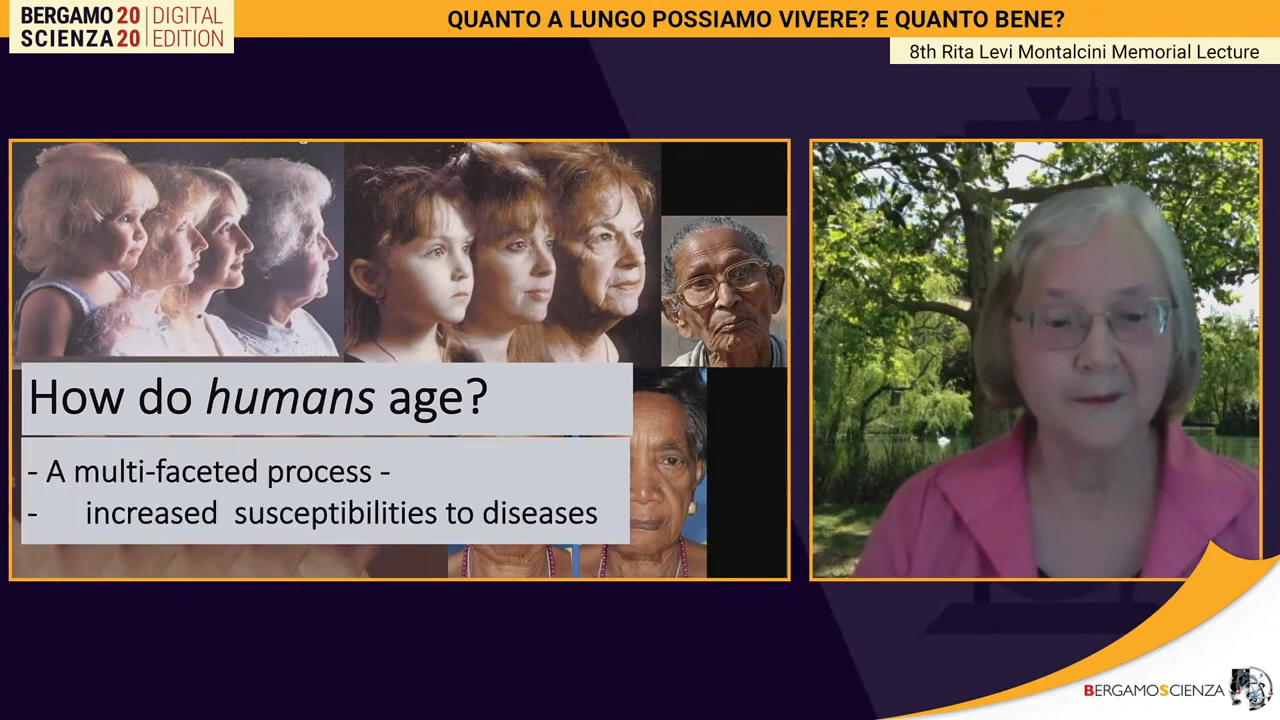 BERGAMO 20 DIGITAL
SCIENZA 20 EDITION
QUANTO A LUNGO POSSIAMO VIVERE? E QUANTO BENE?
8th Rita Levi Montalcini Memorial Lecture
How do humans age?
- A multi-faceted process -
- increased susceptibilities to diseases
BERGAMOSCIENZA